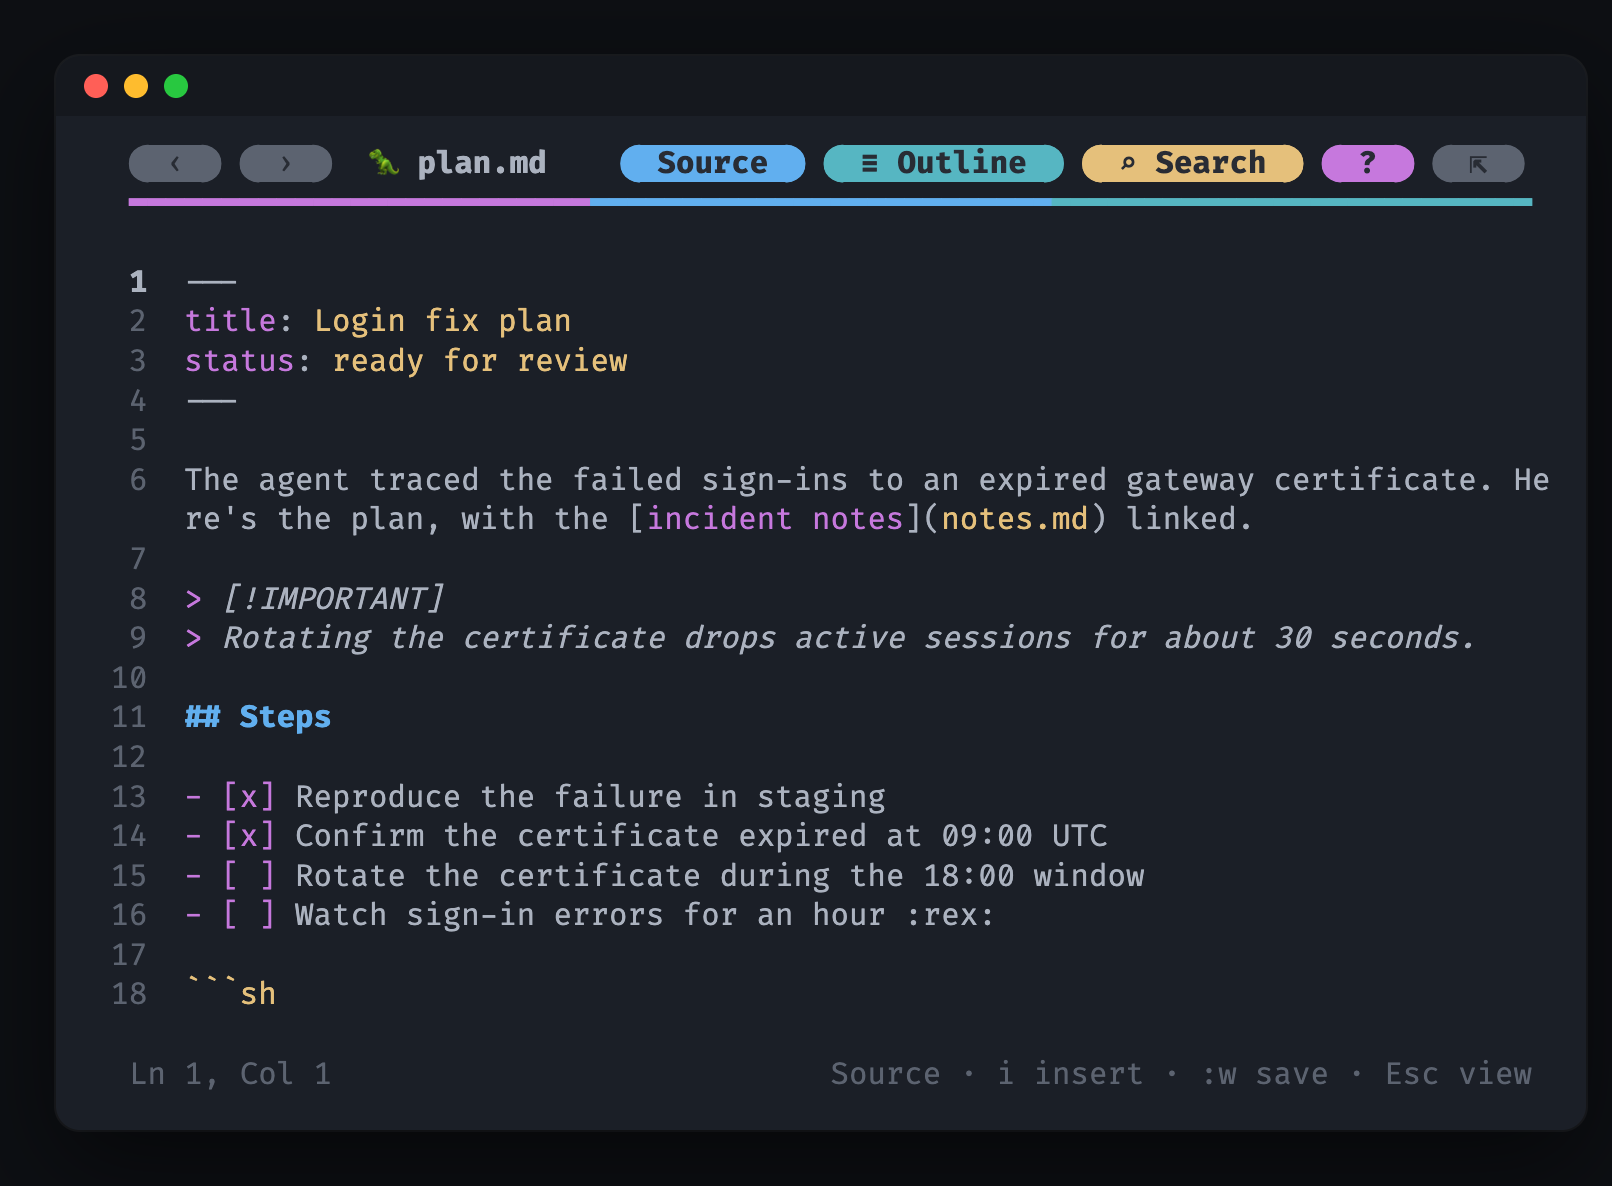 ‹ › 🦖 plan.md Source ≡ Outline ⌕ Search ? ⇱
1 ---
2 title: Login fix plan
3 status: ready for review
4 ---
5
6 The agent traced the failed sign-ins to an expired gateway certificate. He
re's the plan, with the [incident notes](notes.md) linked.
7
8 > [!IMPORTANT]
9 > Rotating the certificate drops active sessions for about 30 seconds.
10
11 ## Steps
12
13 - [x] Reproduce the failure in staging
14 - [x] Confirm the certificate expired at 09:00 UTC
15 - [ ] Rotate the certificate during the 18:00 window
16 - [ ] Watch sign-in errors for an hour :rex:
17
18 ```sh
Ln 1, Col 1 Source · i insert · :w save · Esc view